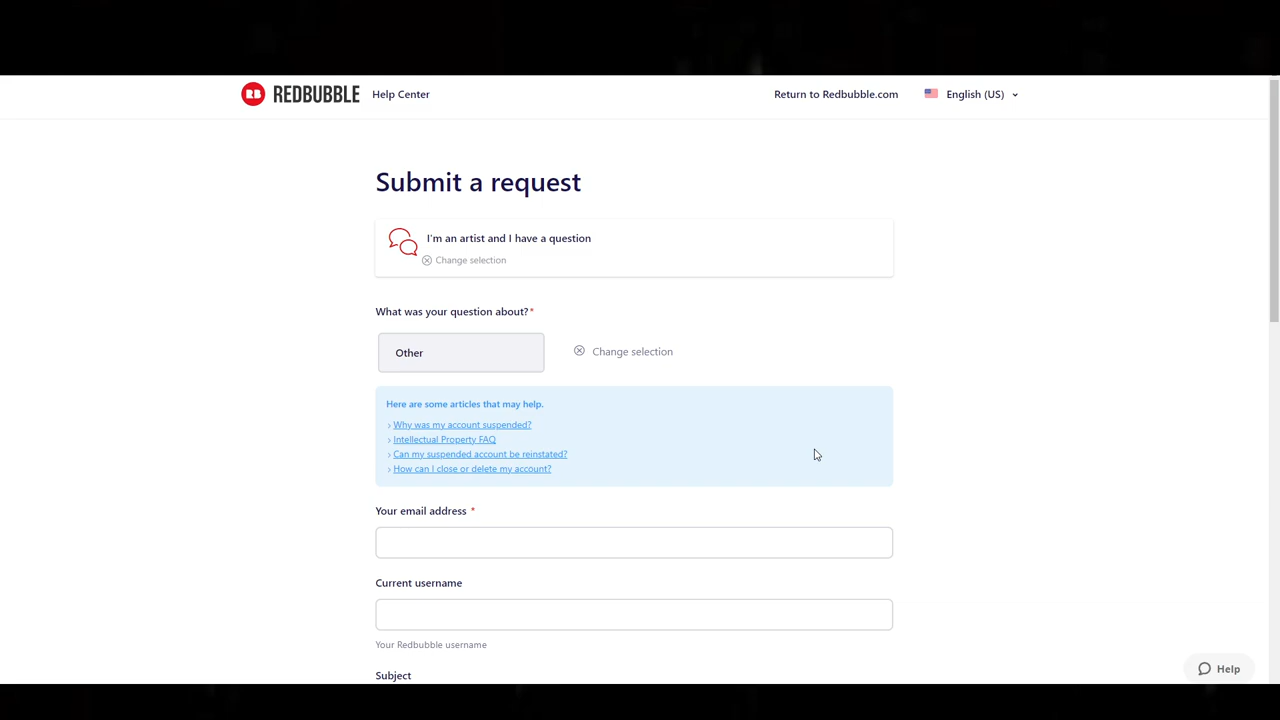 RB REDBUBBLE Help Center Return to Redbubble.com English (US)
Submit a request
I'm an artist and I have a question
Change selection
What was your question about?*
Other Change selection
Here are some articles that may help.
› Why was my account suspended?
› Intellectual Property FAQ
› Can my suspended account be reinstated?
› How can I close or delete my account?
Your email address *
Current username
Your Redbubble username
Subject
Help